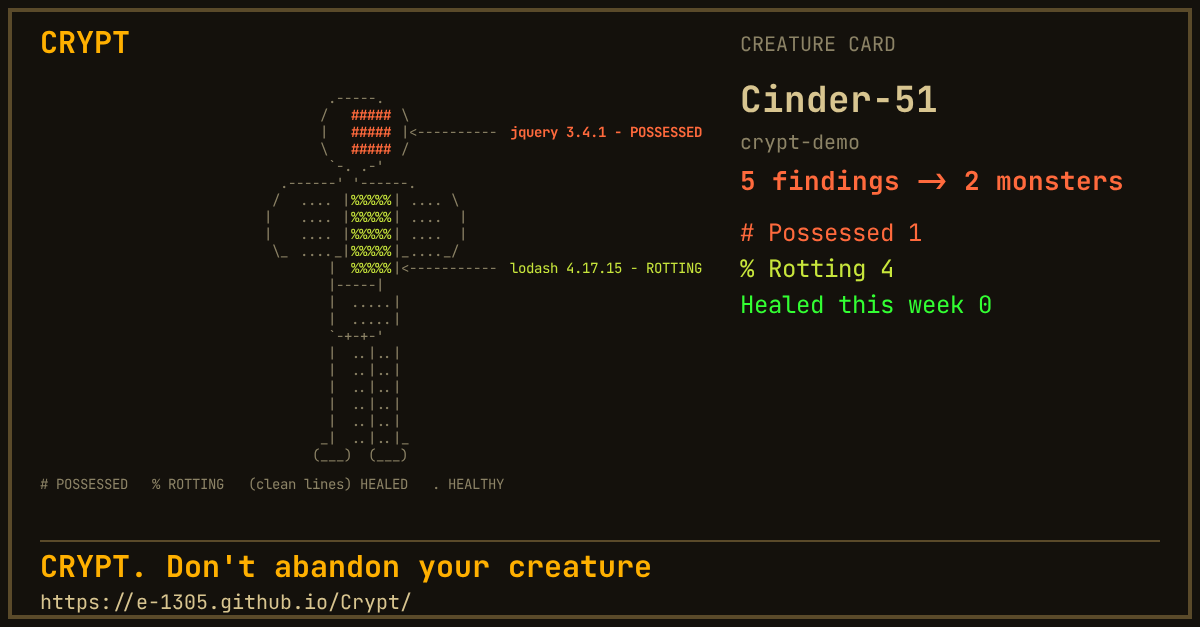 CRYPT
.-----.
/   ##### \
|   ##### |<---------- jquery 3.4.1 - POSSESSED
\   ##### /
`-. .-'
.------' '------.
/   .... |%%%%%| .... \
|    .... |%%%%%| ....  |
|    .... |%%%%%| ....  |
\_ ...._|%%%%%|_...._/
|  %%%%%|<----------- lodash 4.17.15 - ROTTING
|-----|
|  .....|
|  .....|
`-+-+-'
|  ..|..|
|  ..|..|
|  ..|..|
|  ..|..|
|  ..|..|
_|  ..|..|_
(___)  (___)
# POSSESSED   % ROTTING   (clean lines) HEALED   . HEALTHY
CREATURE CARD
Cinder-51
crypt-demo
5 findings -> 2 monsters
# Possessed 1
% Rotting 4
Healed this week 0
CRYPT. Don't abandon your creature
https://e-1305.github.io/Crypt/